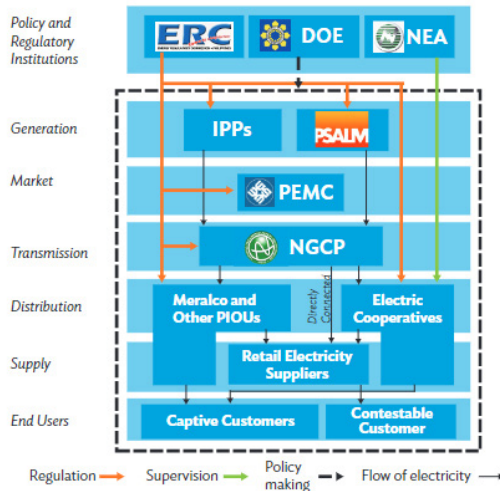 Policy and
Regulatory
Institutions
ERC
DOE
NEA
Generation
IPPs
PSALM
Market
PEMC
Transmission
NGCP
Distribution
Meralco and
Other PIOUs
Directly
Connected
Electric
Cooperatives
Supply
Retail Electricity
Suppliers
End Users
Captive Customers
Contestable
Customer
Regulation
Supervision
Policy
making
Flow of electricity